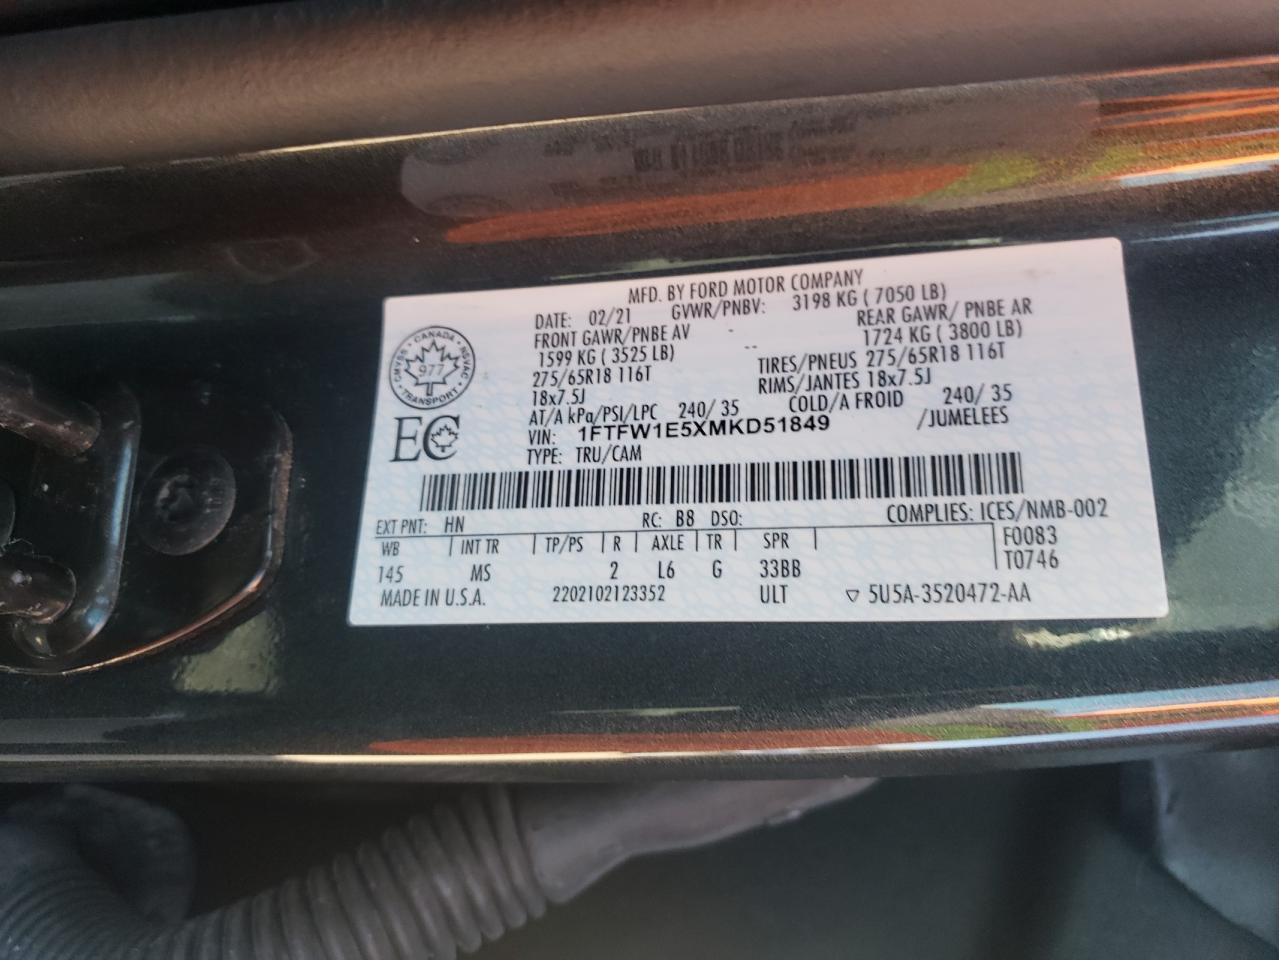 MFD. BY FORD MOTOR COMPANY
DATE: 02/21 GVWR/PNBV: 3198 KG ( 7050 LB)
FRONT GAWR/PNBE AV - REAR GAWR/ PNBE AR
1599 KG ( 3525 LB) -- 1724 KG ( 3800 LB)
275/65R18 116T TIRES/PNEUS 275/65R18 116T
18x7.5J RIMS/JANTES 18x7.5J
AT/A kPa/PSI/LPC 240/ 35 COLD/A FROID 240/ 35
VIN: 1FTFW1E5XMKD51849 /JUMELEES
TYPE: TRU/CAM
CANADA
CMVSS NSVAC
977
TRANSPORT
EC
EXT PNT: HN RC: B8 DSO: COMPLIES: ICES/NMB-002
WB INT TR TP/PS R AXLE TR SPR F0083
145 MS 2 L6 G 33BB T0746
MADE IN U.S.A. 2202102123352 ULT ▽ 5U5A-3520472-AA